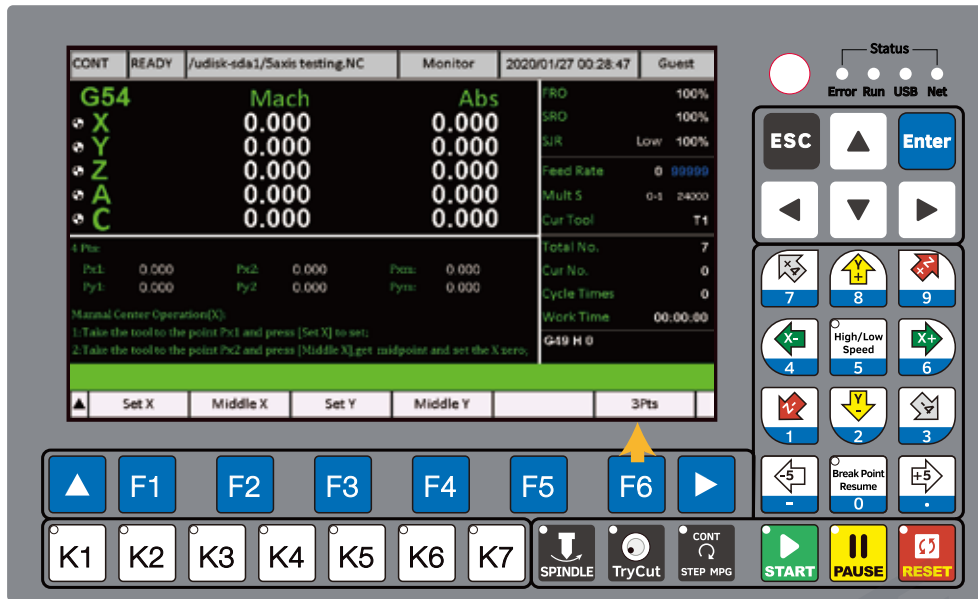 CONT READY /udisk-sda1/5axis testing.NC Monitor 2020/01/27 00:28:47 Guest
G54 Mach Abs
X 0.000 0.000
Y 0.000 0.000
Z 0.000 0.000
A 0.000 0.000
C 0.000 0.000
FRO 100%
SRO 100%
SJR Low 100%
Feed Rate 0 99999
Mult S 0-1 24000
Cur Tool T1
Total No. 7
Cur No. 0
Cycle Times 0
Work Time 00:00:00
G49 H 0
4 Pts:
Px1: 0.000 Px2: 0.000 Pxm: 0.000
Py1: 0.000 Py2 0.000 Pym: 0.000
Manual Center Operation(X):
1:Take the tool to the point Px1 and press [Set X] to set;
2:Take the tool to the point Px2 and press [Middle X],get midpoint and set the X zero;
Set X Middle X Set Y Middle Y 3Pts
F1 F2 F3 F4 F5 F6
K1 K2 K3 K4 K5 K6 K7
SPINDLE
TryCut
CONT
STEP MPG
START
PAUSE
RESET
Status
Error Run USB Net
ESC
Enter
4
7
Y
+
8
Z+
9
X-
4
High/Low
Speed
5
X+
6
Z-
1
Y
-
2
-4
3
-5
-
Break Point
Resume
0
+5
.